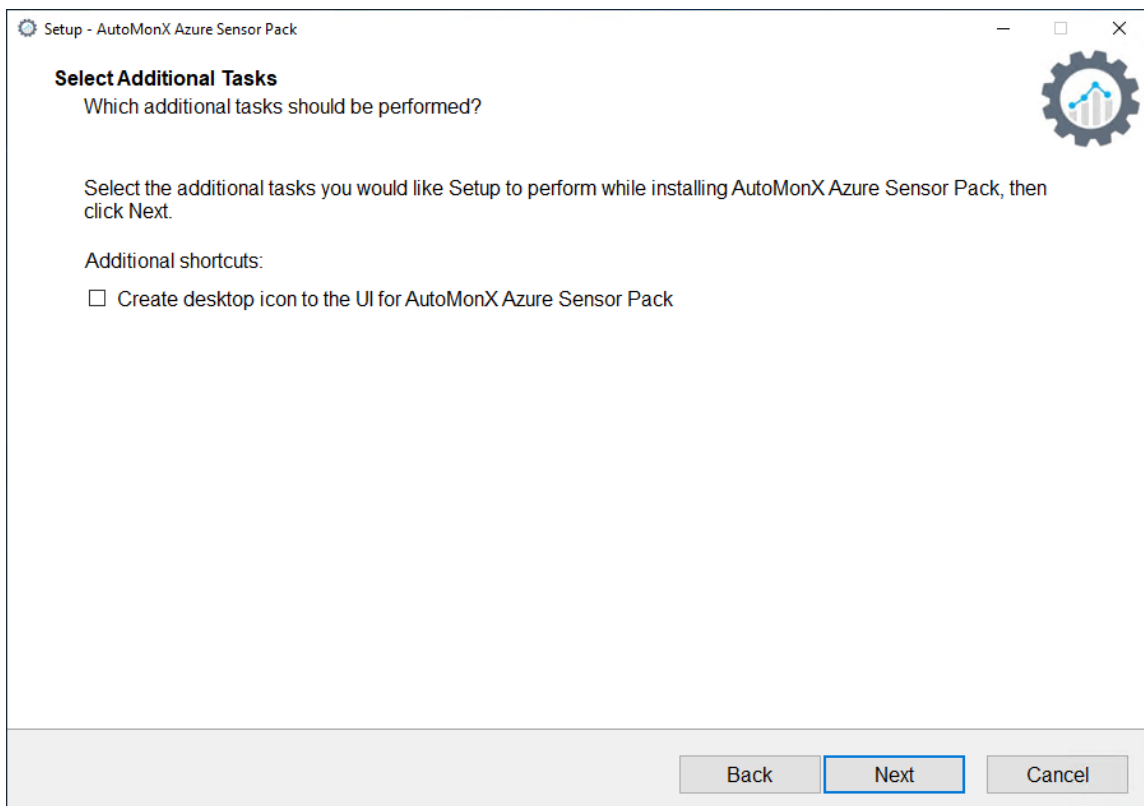 Setup - AutoMonX Azure Sensor Pack
Select Additional Tasks
Which additional tasks should be performed?
Select the additional tasks you would like Setup to perform while installing AutoMonX Azure Sensor Pack, then
click Next.
Additional shortcuts:
Create desktop icon to the UI for AutoMonX Azure Sensor Pack
Back
Next
Cancel